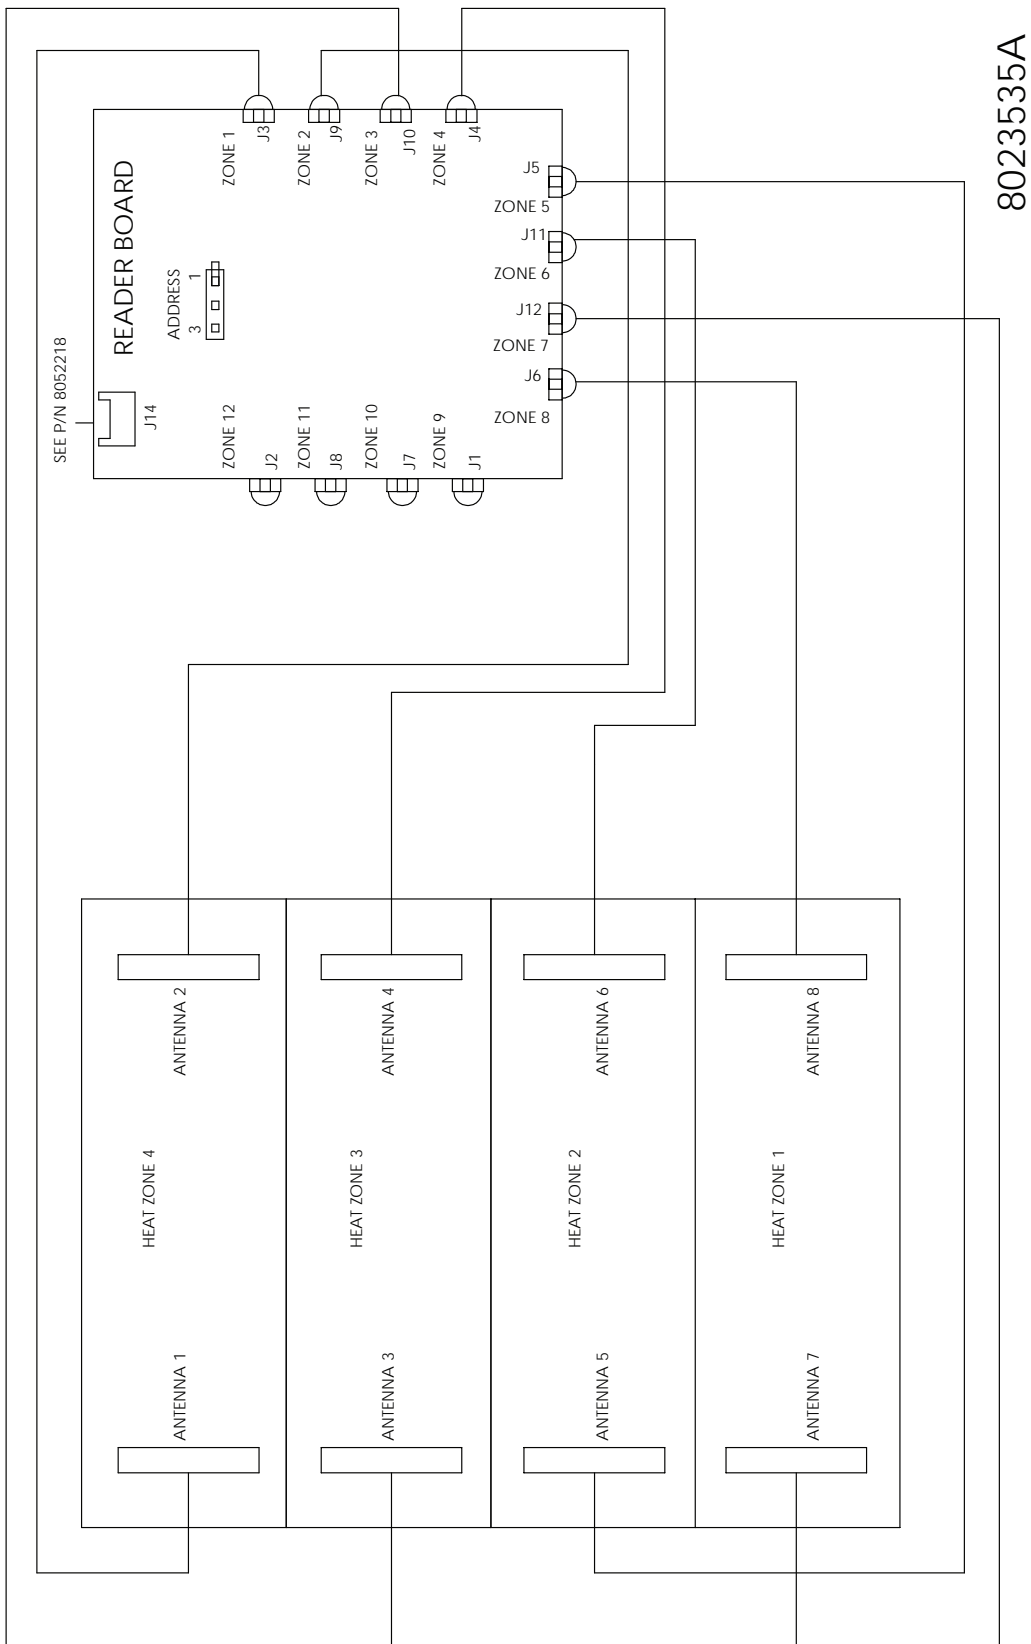 8023535A
READER BOARD
SEE P/N 8052218
J14
ADDRESS
3 1
ZONE 1
J3
ZONE 2
J9
ZONE 3
J10
ZONE 4
J4
J5
ZONE 5
J11
ZONE 6
J12
ZONE 7
J6
ZONE 8
ZONE 12
J2
ZONE 11
J8
ZONE 10
J7
ZONE 9
J1
ANTENNA 2
ANTENNA 4
ANTENNA 6
ANTENNA 8
HEAT ZONE 4
HEAT ZONE 3
HEAT ZONE 2
HEAT ZONE 1
ANTENNA 1
ANTENNA 3
ANTENNA 5
ANTENNA 7